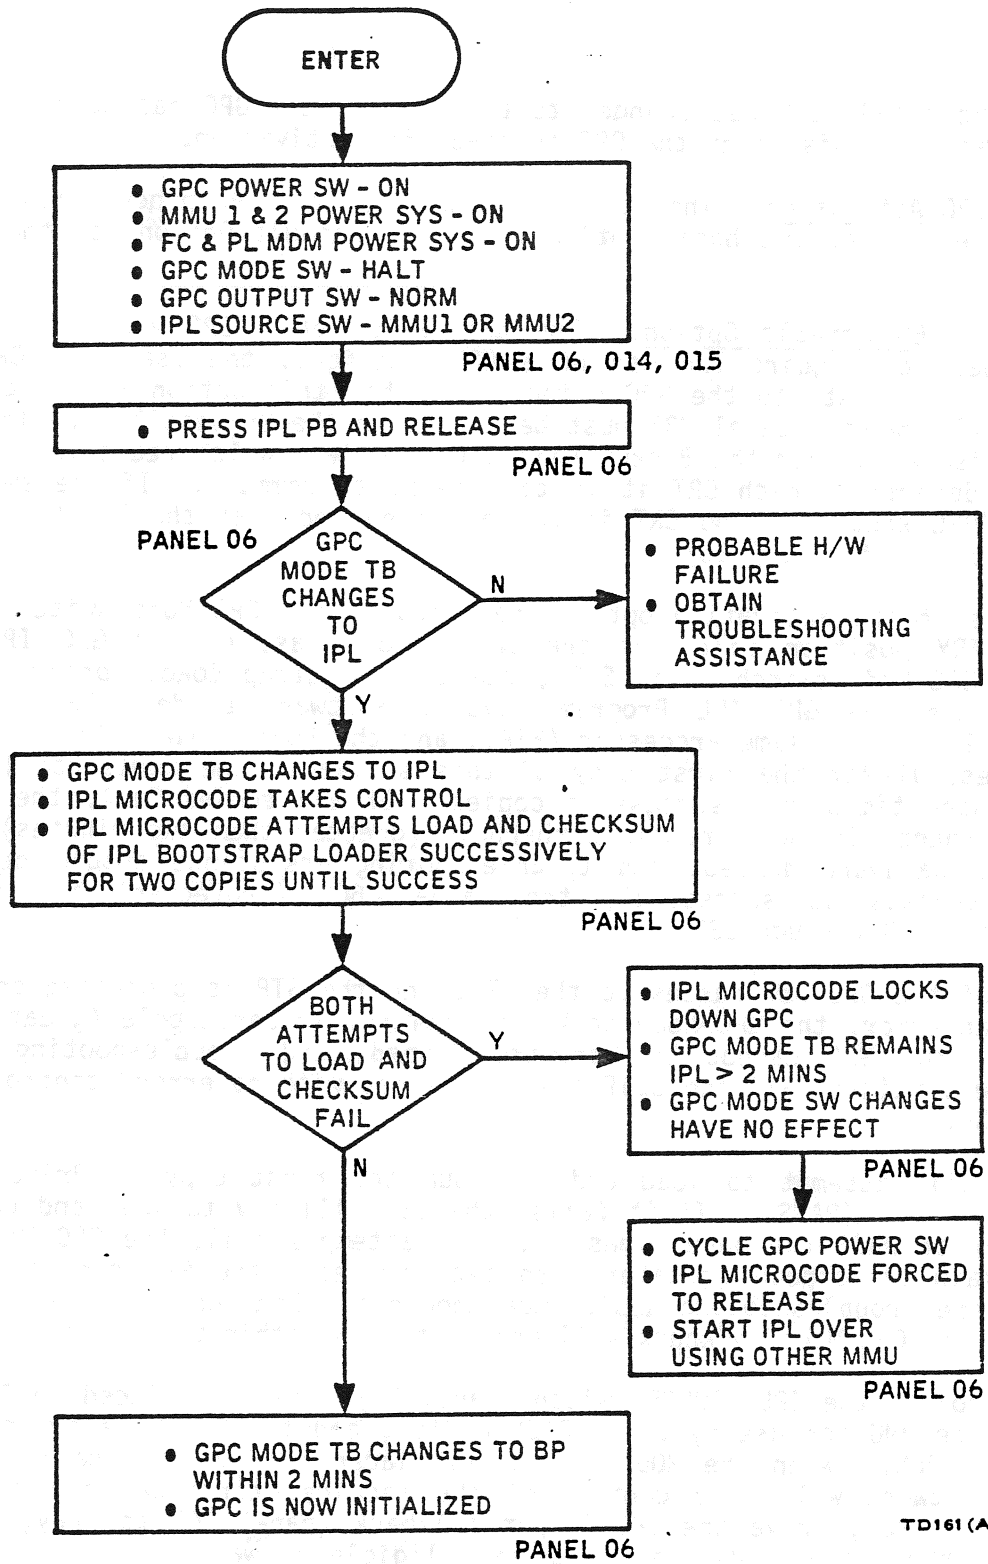 ENTER
• GPC POWER SW - ON
• MMU 1 & 2 POWER SYS - ON
• FC & PL MDM POWER SYS - ON
• GPC MODE SW - HALT
• GPC OUTPUT SW - NORM
• IPL SOURCE SW - MMU1 OR MMU2
PANEL 06, 014, 015
• PRESS IPL PB AND RELEASE
PANEL 06
PANEL 06
GPC
MODE TB
CHANGES
TO
IPL
N
• PROBABLE H/W
FAILURE
• OBTAIN
TROUBLESHOOTING
ASSISTANCE
Y
• GPC MODE TB CHANGES TO IPL
• IPL MICROCODE TAKES CONTROL
• IPL MICROCODE ATTEMPTS LOAD AND CHECKSUM
OF IPL BOOTSTRAP LOADER SUCCESSIVELY
FOR TWO COPIES UNTIL SUCCESS
PANEL 06
BOTH
ATTEMPTS
TO LOAD AND
CHECKSUM
FAIL
Y
• IPL MICROCODE LOCKS
DOWN GPC
• GPC MODE TB REMAINS
IPL > 2 MINS
• GPC MODE SW CHANGES
HAVE NO EFFECT
PANEL 06
N
• CYCLE GPC POWER SW
• IPL MICROCODE FORCED
TO RELEASE
• START IPL OVER
USING OTHER MMU
PANEL 06
• GPC MODE TB CHANGES TO BP
WITHIN 2 MINS
• GPC IS NOW INITIALIZED
PANEL 06
TD161 (A